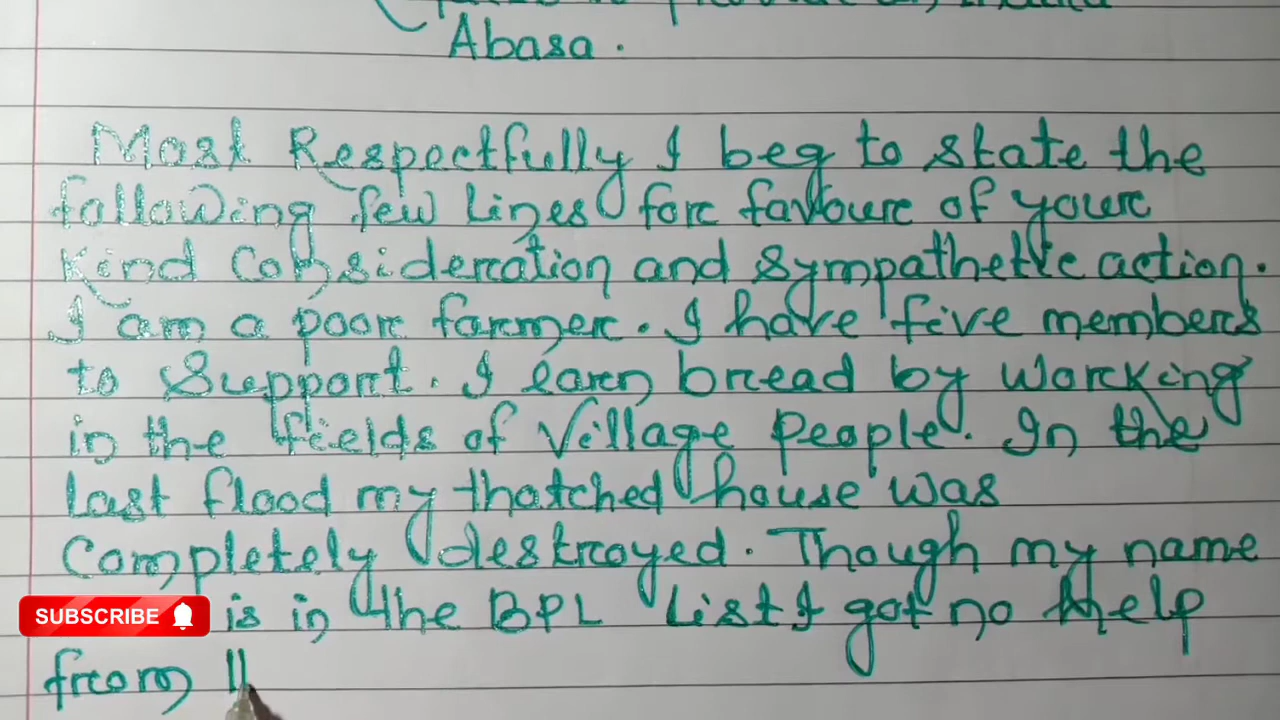 Abasa.
Most Respectfully I beg to state the
following few lines for favour of your
kind consideration and sympathetic action.
I am a poor farmer. I have five members
to support. I earn bread by working
in the fields of village people. In the
last flood my thatched house was
completely destroyed. Though my name
SUBSCRIBE
is in the BPL list I got no help
from